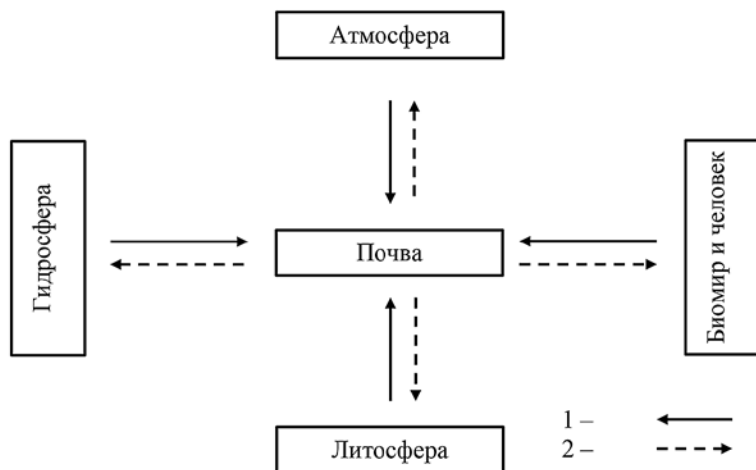 Атмосфера
Гидросфера
Почва
Биомир и человек
Литосфера
1 –
2 –